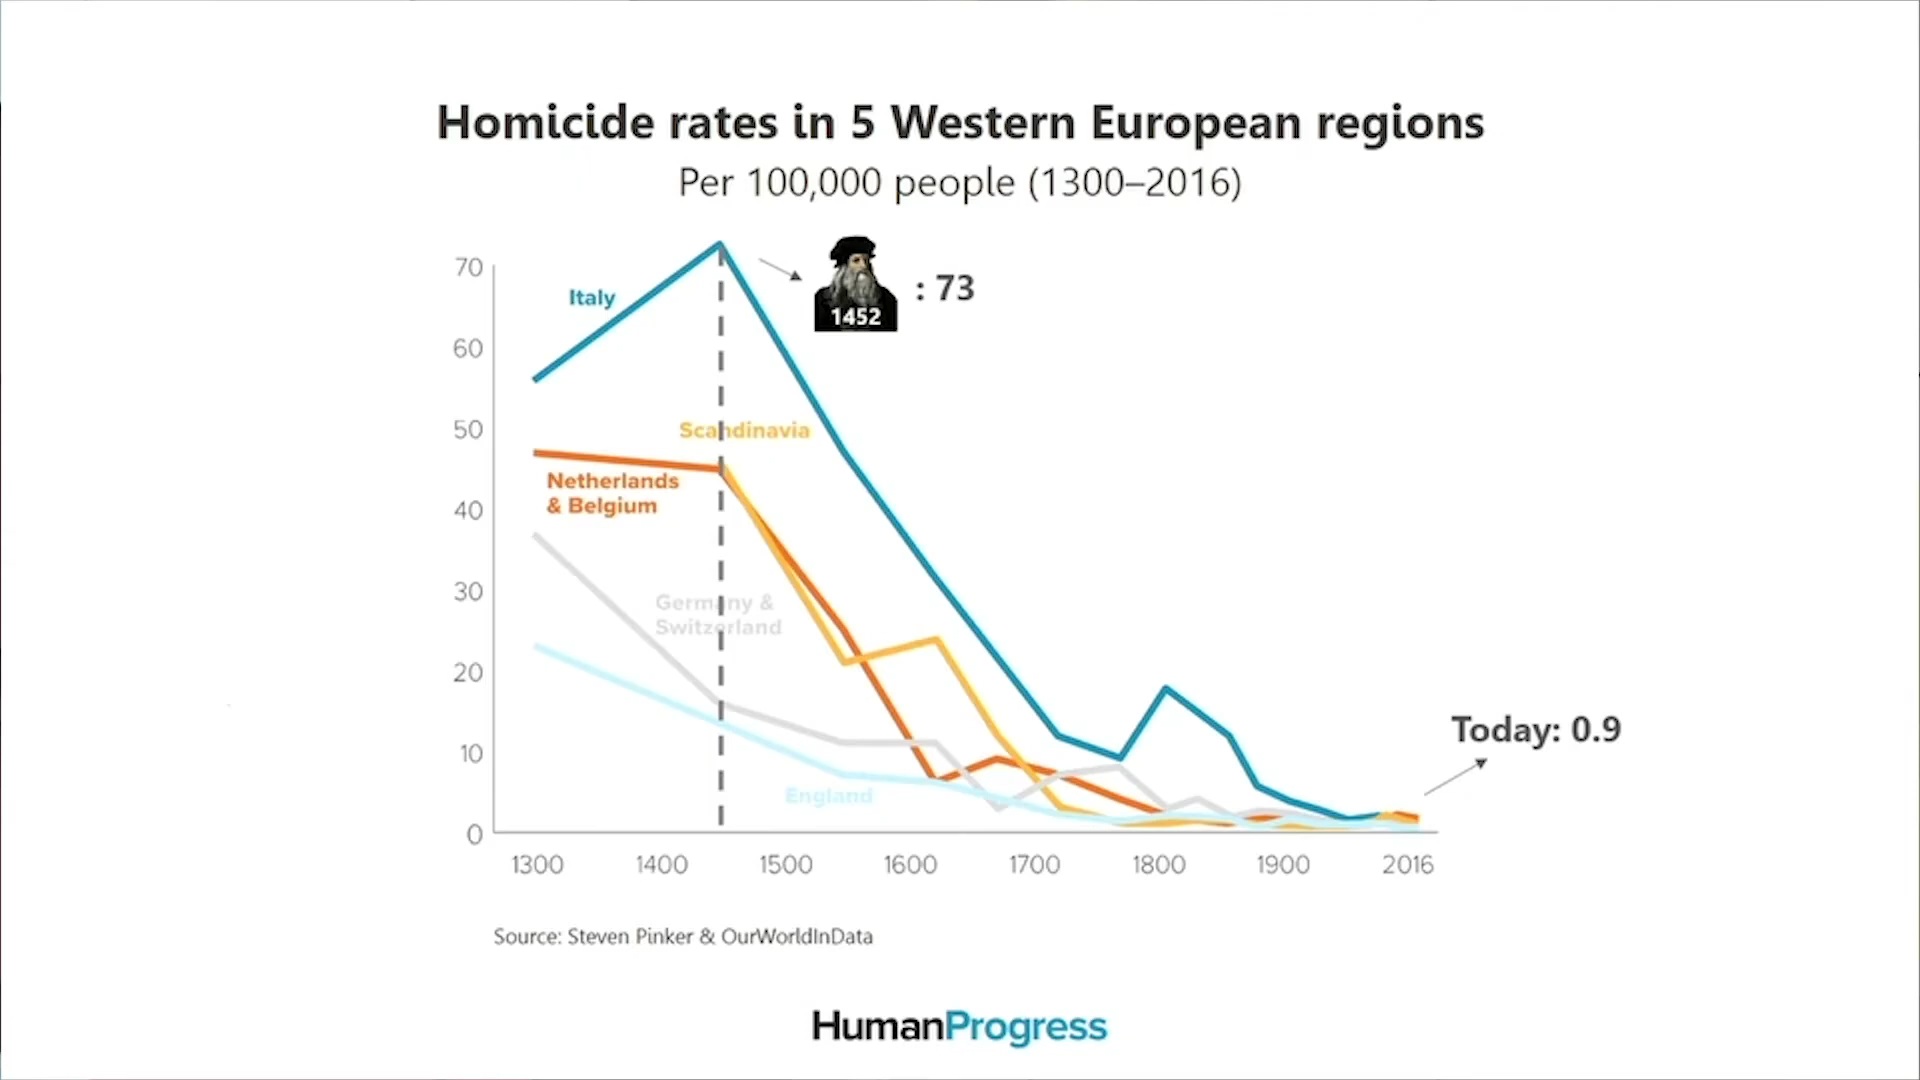 Homicide rates in 5 Western European regions
Per 100,000 people (1300–2016)
70
60
50
40
30
20
10
0
Italy
1452
: 73
Scandinavia
Netherlands
& Belgium
Germany &
Switzerland
England
Today: 0.9
1300 1400 1500 1600 1700 1800 1900 2016
Source: Steven Pinker & OurWorldInData
HumanProgress